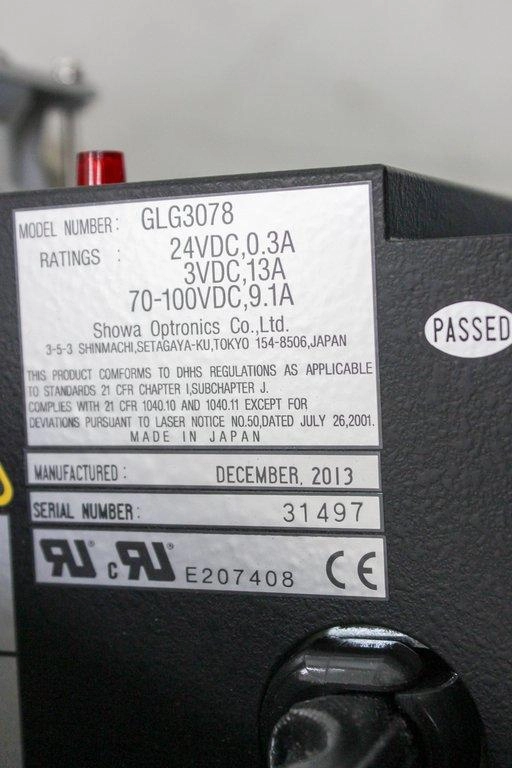 MODEL NUMBER: GLG3078
RATINGS : 24VDC,0.3A
3VDC,13A
70-100VDC,9.1A
Showa Optronics Co.,Ltd.
3-5-3 SHINMACHI,SETAGAYA-KU,TOKYO 154-8506,JAPAN
THIS PRODUCT COMFORMS TO DHHS REGULATIONS AS APPLICABLE
TO STANDARDS 21 CFR CHAPTER I,SUBCHAPTER J.
COMPLIES WITH 21 CFR 1040.10 AND 1040.11 EXCEPT FOR
DEVIATIONS PURSUANT TO LASER NOTICE NO.50,DATED JULY 26,2001.
MADE IN JAPAN
PASSED
MANUFACTURED : DECEMBER, 2013
SERIAL NUMBER: 31497
RU® cRU® E207408 CE